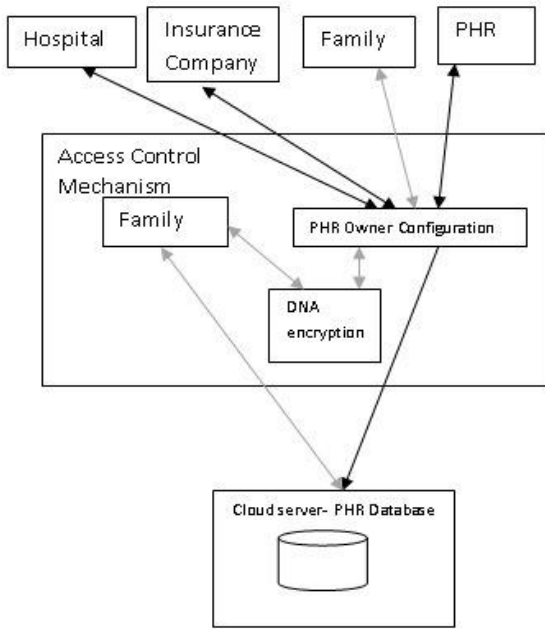 Hospital
Insurance
Company
Family
PHR
Access Control
Mechanism
Family
PHR Owner Configuration
DNA
encryption
Cloud server- PHR Database